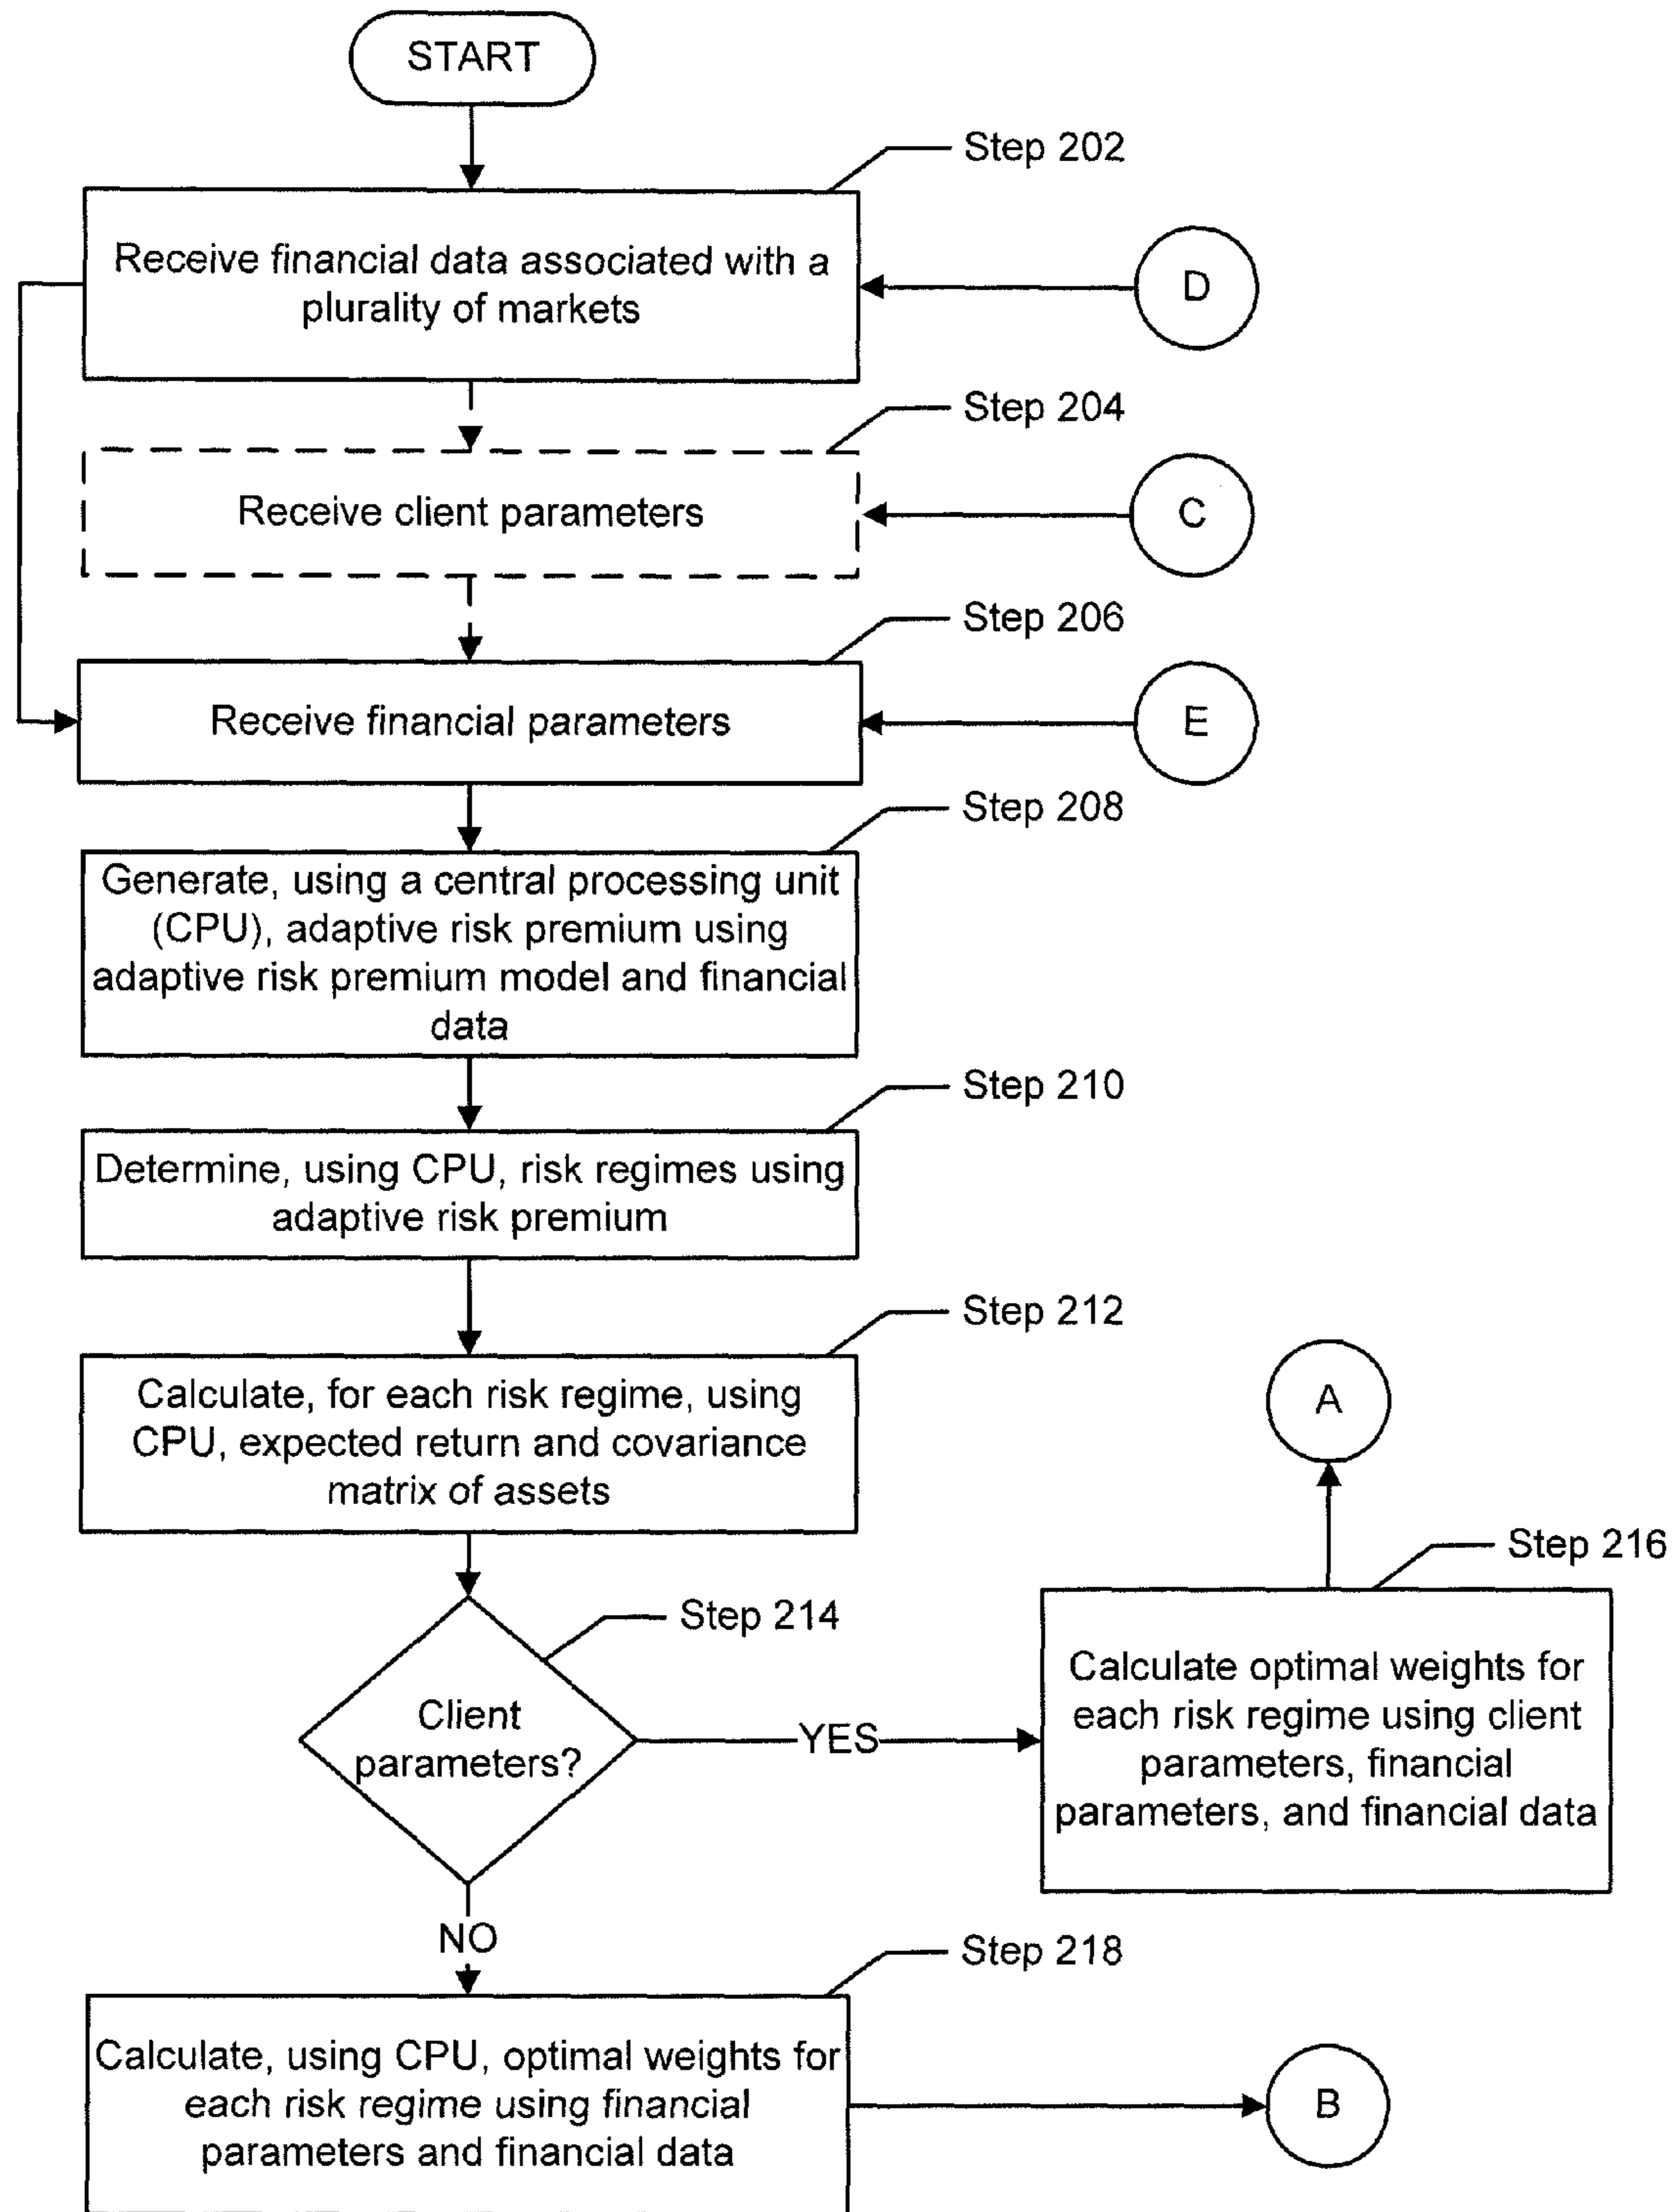 START
Step 202
Receive financial data associated with a
plurality of markets
D
Step 204
Receive client parameters
C
Step 206
Receive financial parameters
E
Step 208
Generate, using a central processing unit
(CPU), adaptive risk premium using
adaptive risk premium model and financial
data
Step 210
Determine, using CPU, risk regimes using
adaptive risk premium
Step 212
Calculate, for each risk regime, using
CPU, expected return and covariance
matrix of assets
A
Step 214
Client
parameters?
YES
Step 216
Calculate optimal weights for
each risk regime using client
parameters, financial
parameters, and financial data
NO
Step 218
Calculate, using CPU, optimal weights for
each risk regime using financial
parameters and financial data
B